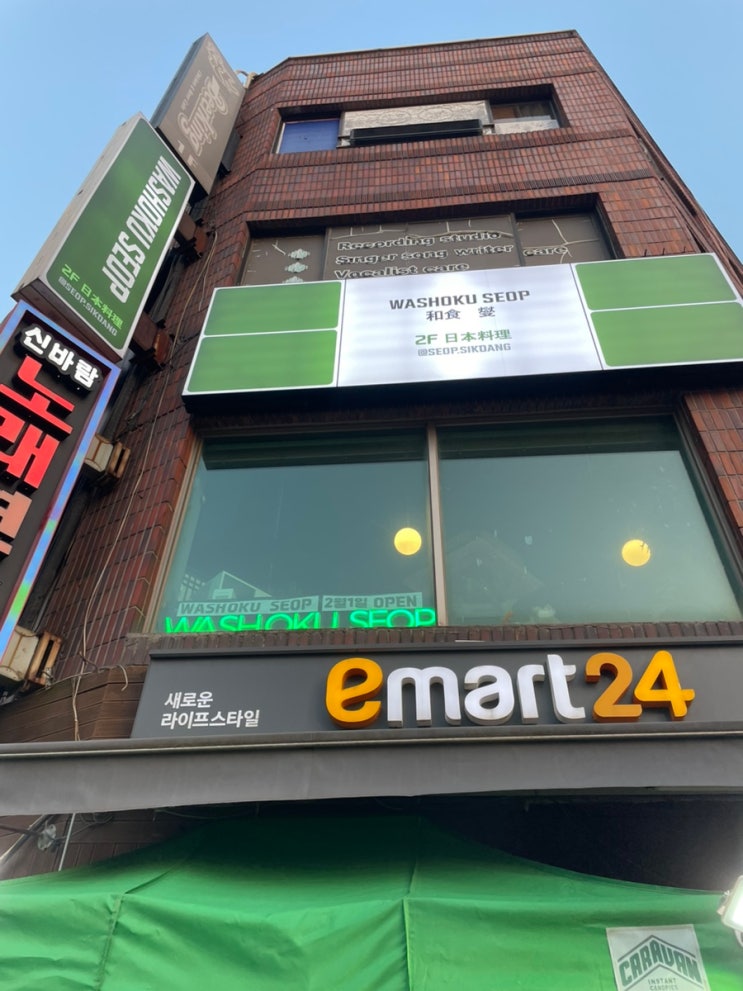 Recording studio
Singer song writer care
Vocalist care
WASHOKU SEOP
和食 燮
2F 日本料理
@SEOP.SIKDANG
WASHOKU SEOP
2F 日本料理
@SEOP.SIKDANG
신바람
노래
WASHOKU SEOP 2월1일 OPEN
WASHOKU SEOP
새로운
라이프스타일
emart24
CARAVAN
INSTANT
CANOPIES